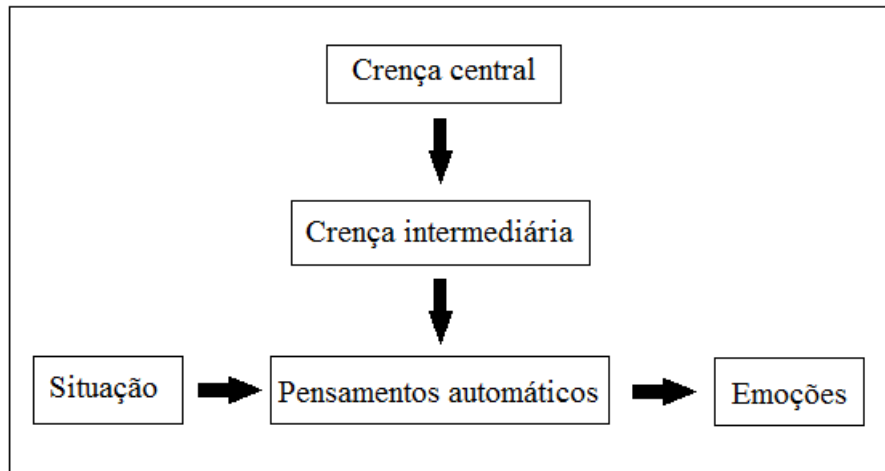 Crença central
Crença intermediária
Situação
Pensamentos automáticos
Emoções